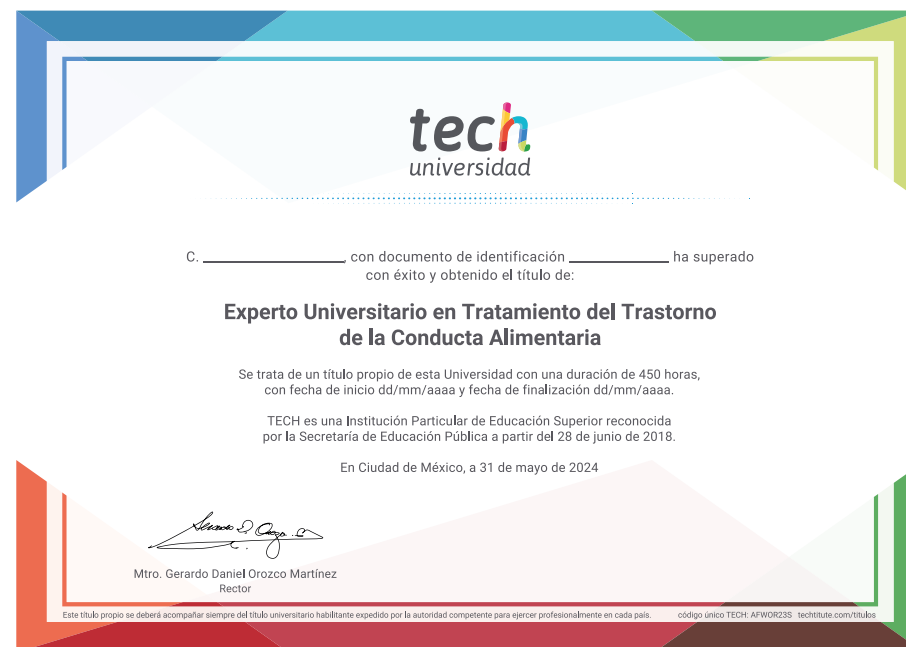 tech
universidad
C. ____________, con documento de identificación ____________ ha superado
con éxito y obtenido el título de:
Experto Universitario en Tratamiento del Trastorno
de la Conducta Alimentaria
Se trata de un título propio de esta Universidad con una duración de 450 horas,
con fecha de inicio dd/mm/aaaa y fecha de finalización dd/mm/aaaa.
TECH es una Institución Particular de Educación Superior reconocida
por la Secretaría de Educación Pública a partir del 28 de junio de 2018.
En Ciudad de México, a 31 de mayo de 2024
Mtro. Gerardo Daniel Orozco Martínez
Rector
Este título propio se deberá acompañar siempre del título universitario habilitante expedido por la autoridad competente para ejercer profesionalmente en cada país. código único TECH: AFWOR23S techtitute.com/titulos